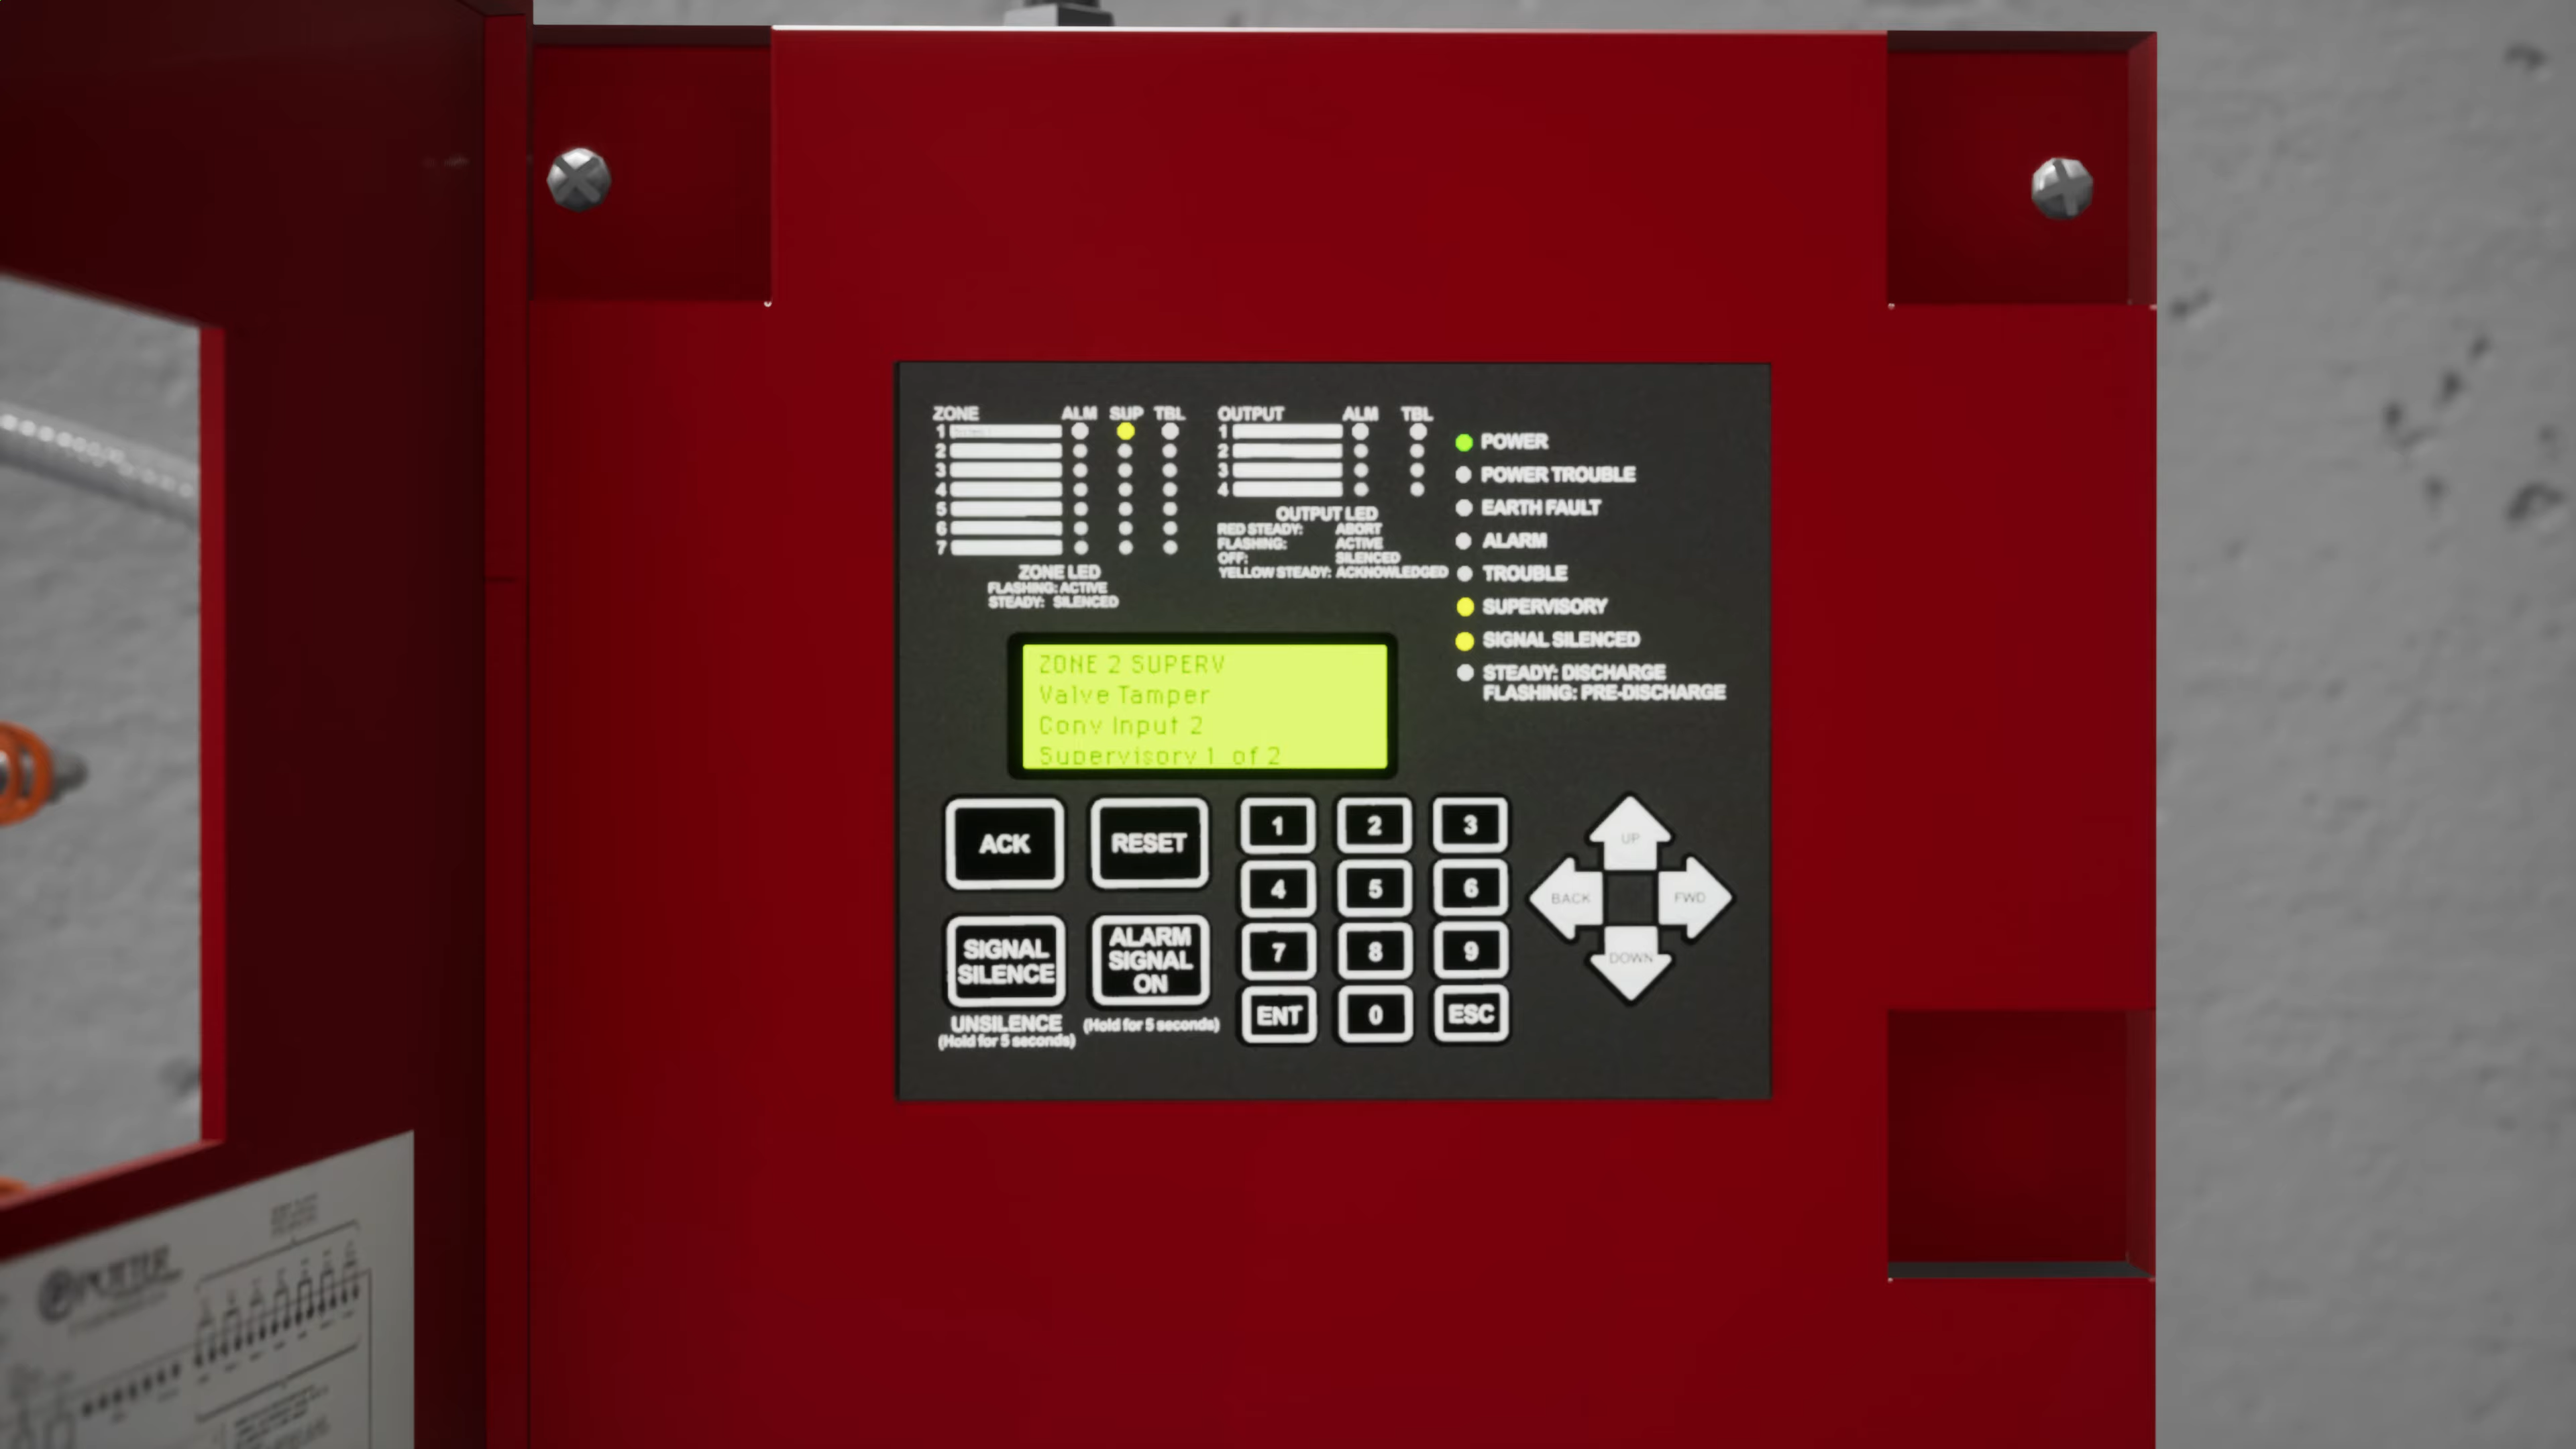 ZONE ALM SUP TBL
1
2
3
4
5
6
7
ZONE LED
FLASHING: ACTIVE
STEADY: SILENCED
OUTPUT ALM TBL
1
2
3
4
OUTPUT LED
RED STEADY: ABORT
FLASHING: ACTIVE
OFF: SILENCED
YELLOW STEADY: ACKNOWLEDGED
POWER
POWER TROUBLE
EARTH FAULT
ALARM
TROUBLE
SUPERVISORY
SIGNAL SILENCED
STEADY: DISCHARGE
FLASHING: PRE-DISCHARGE
ZONE 2 SUPERV
Valve Tamper
Conv Input 2
Supervisory 1 of 2
ACK
RESET
SIGNAL
SILENCE
UNSILENCE
(Hold for 5 seconds)
ALARM
SIGNAL
ON
(Hold for 5 seconds)
1 2 3
4 5 6
7 8 9
ENT 0 ESC
UP
BACK FWD
DOWN
POTTER